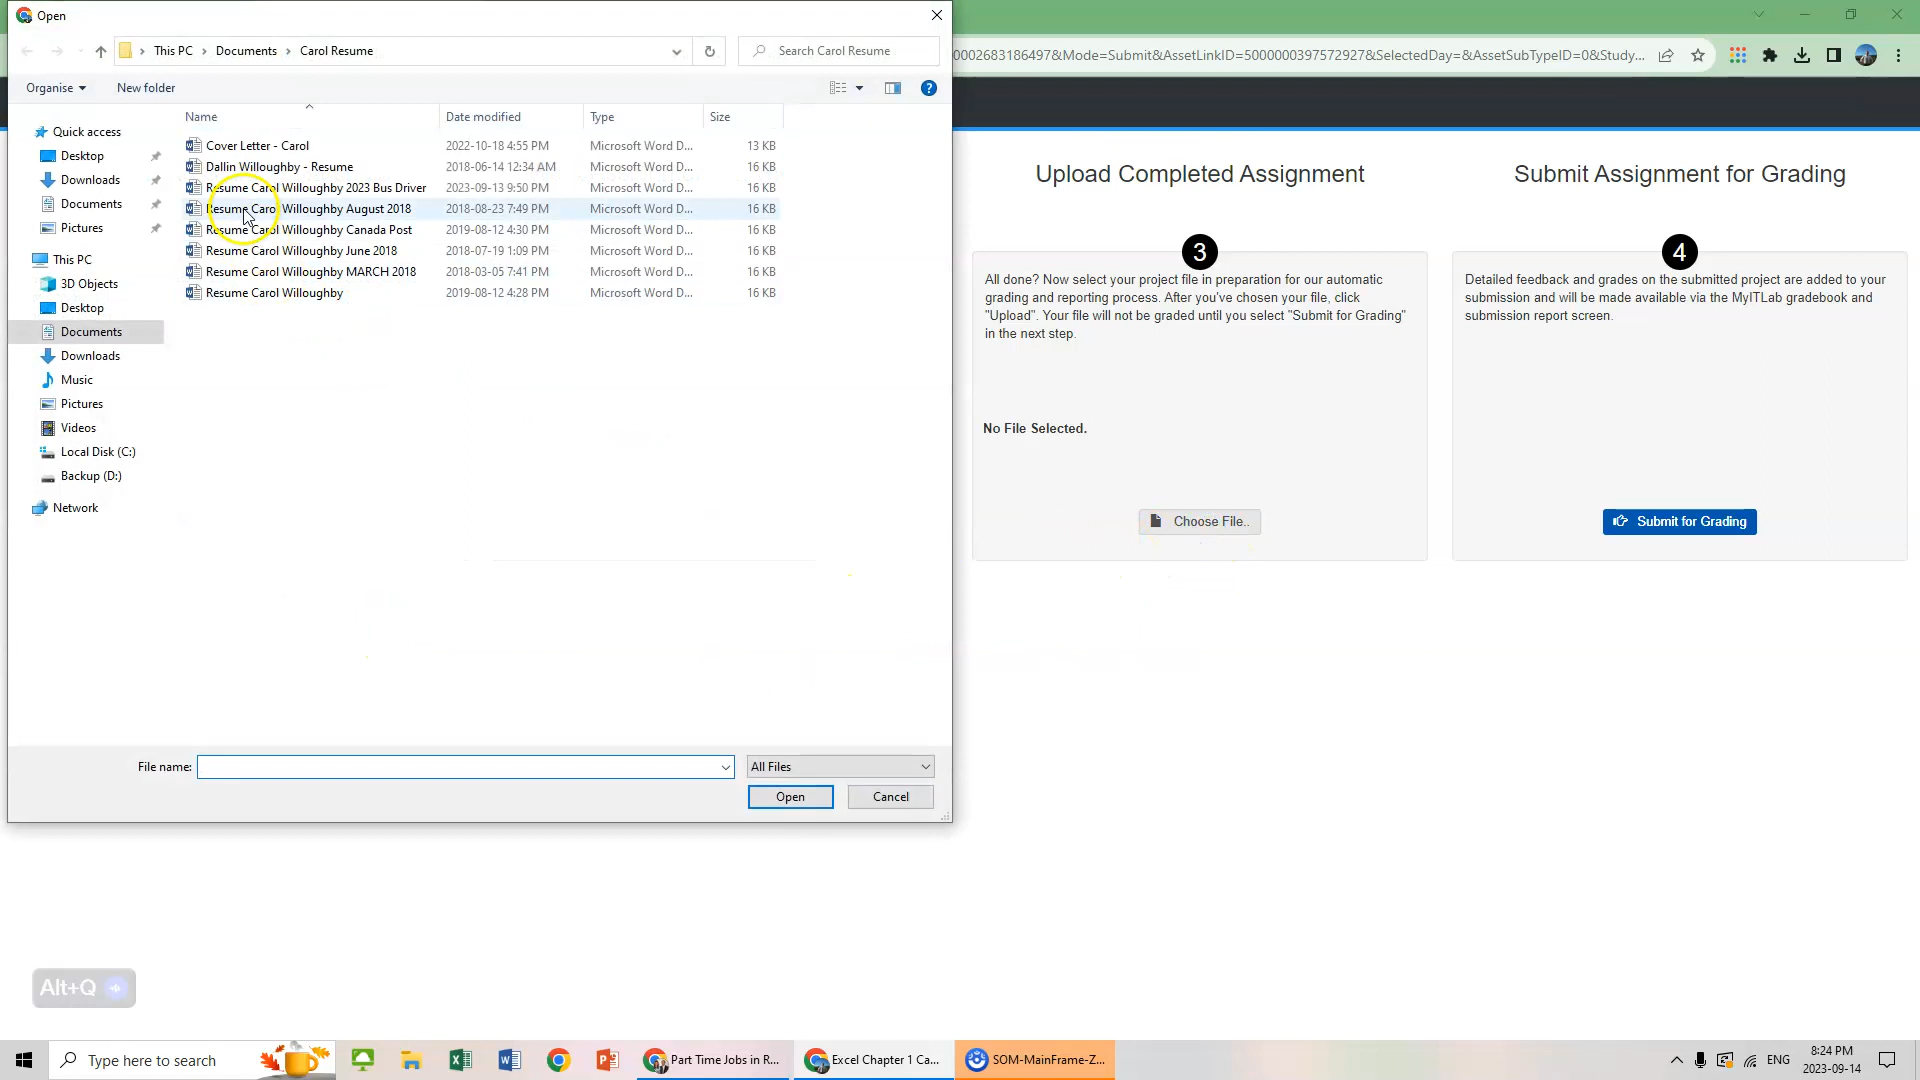 Open
This PC > Documents > Carol Resume
Search Carol Resume
Organise
New folder
Name
Date modified
Type
Size
Cover Letter - Carol 2022-10-18 4:55 PM Microsoft Word D... 13 KB
Dallin Willoughby - Resume 2018-06-14 12:34 AM Microsoft Word D... 16 KB
Resume Carol Willoughby 2023 Bus Driver 2023-09-13 9:50 PM Microsoft Word D... 16 KB
Resume Carol Willoughby August 2018 2018-08-23 7:49 PM Microsoft Word D... 16 KB
Resume Carol Willoughby Canada Post 2019-08-12 4:30 PM Microsoft Word D... 16 KB
Resume Carol Willoughby June 2018 2018-07-19 1:09 PM Microsoft Word D... 16 KB
Resume Carol Willoughby MARCH 2018 2018-03-05 7:41 PM Microsoft Word D... 16 KB
Resume Carol Willoughby 2019-08-12 4:28 PM Microsoft Word D... 16 KB
Quick access
Desktop
Downloads
Documents
Pictures
This PC
3D Objects
Desktop
Documents
Downloads
Music
Pictures
Videos
Local Disk (C:)
Backup (D:)
Network
File name:
All Files
Open
Cancel
0002683186497&Mode=Submit&AssetLinkID=5000000397572927&SelectedDay=&AssetSubTypeID=0&Study...
Upload Completed Assignment
3
All done? Now select your project file in preparation for our automatic
grading and reporting process. After you've chosen your file, click
"Upload". Your file will not be graded until you select "Submit for Grading"
in the next step.
No File Selected.
Choose File..
Submit Assignment for Grading
4
Detailed feedback and grades on the submitted project are added to your
submission and will be made available via the MyITLab gradebook and
submission report screen.
Submit for Grading
Alt+Q
Type here to search
Part Time Jobs in R...
Excel Chapter 1 Ca...
SOM-MainFrame-Z...
ENG
8:24 PM
2023-09-14